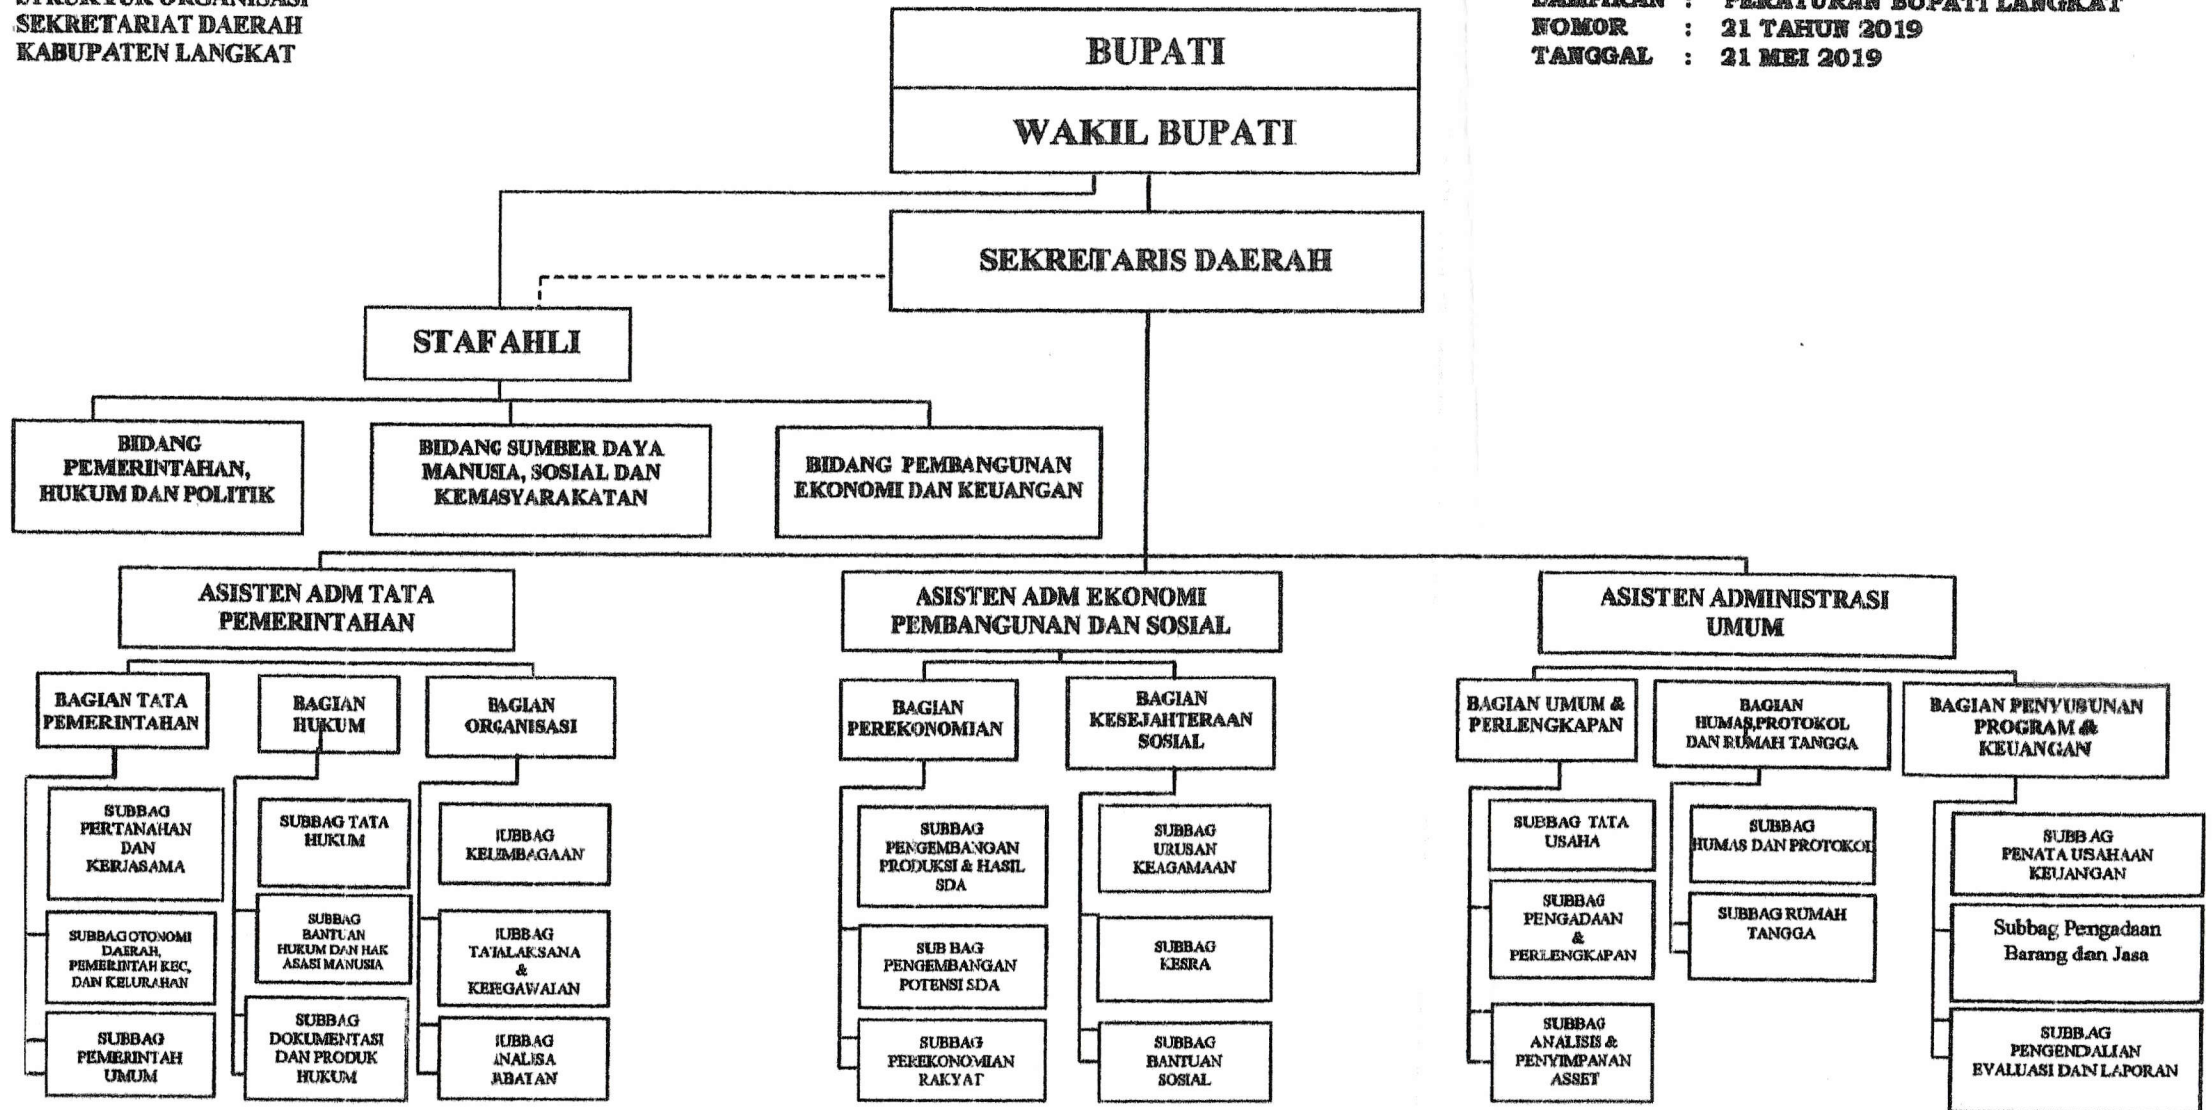 STRUKTUR ORGANISASI
SEKRETARIAT DAERAH
KABUPATEN LANGKAT
LAMPIRAN : PERATURAN BUPATI LANGKAT
NOMOR : 21 TAHUN 2019
TANGGAL : 21 MEI 2019
BUPATI
WAKIL BUPATI
SEKRETARIS DAERAH
STAF AHLI
BIDANG
PEMERINTAHAN,
HUKUM DAN POLITIK
BIDANG SUMBER DAYA
MANUSIA, SOSIAL DAN
KEMASYARAKATAN
BIDANG PEMBANGUNAN
EKONOMI DAN KEUANGAN
ASISTEN ADM TATA
PEMERINTAHAN
ASISTEN ADM EKONOMI
PEMBANGUNAN DAN SOSIAL
ASISTEN ADMINISTRASI
UMUM
BAGIAN TATA
PEMERINTAHAN
BAGIAN
HUKUM
BAGIAN
ORGANISASI
BAGIAN
PEREKONOMIAN
BAGIAN
KESEJAHTERAAN
SOSIAL
BAGIAN UMUM &
PERLENGKAPAN
BAGIAN
HUMAS,PROTOKOL
DAN RUMAH TANGGA
BAGIAN PENYUSUNAN
PROGRAM &
KEUANGAN
SUBBAG
PERTANAHAN
DAN
KERJASAMA
SUBBAG TATA
HUKUM
SUBBAG
KELEMBAGAAN
SUBBAG
PENGEMBANGAN
PRODUKSI & HASIL
SDA
SUBBAG
URUSAN
KEAGAMAAN
SUBBAG TATA
USAHA
SUBBAG
HUMAS DAN PROTOKOL
SUBBAG
PENATA USAHAAN
KEUANGAN
SUBBAG OTONOMI
DAERAH,
PEMERINTAH KEC,
DAN KELURAHAN
SUBBAG
BANTUAN
HUKUM DAN HAK
ASASI MANUSIA
SUBBAG
TATALAKSANA
&
KEPEGAWAIAN
SUB BAG
PENGEMBANGAN
POTENSI SDA
SUBBAG
KESRA
SUBBAG
PENGADAAN
&
PERLENGKAPAN
SUBBAG RUMAH
TANGGA
Subbag Pengadaan
Barang dan Jasa
SUBBAG
PEMERINTAH
UMUM
SUBBAG
DOKUMENTASI
DAN PRODUK
HUKUM
SUBBAG
ANALISA
JABATAN
SUBBAG
PEREKONOMIAN
RAKYAT
SUBBAG
BANTUAN
SOSIAL
SUBBAG
ANALISIS &
PENYIMPANAN
ASSET
SUBBAG
PENGENDALIAN
EVALUASI DAN LAPORAN